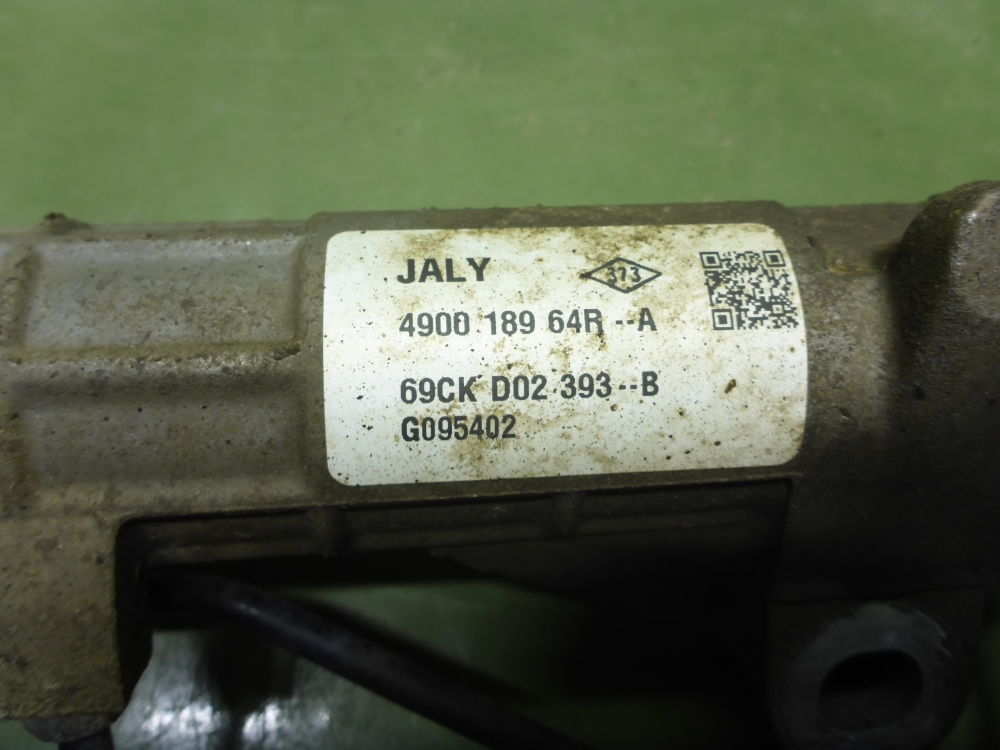 JALY 373
4900 189 64R --A
69CK D02 393--B
G095402